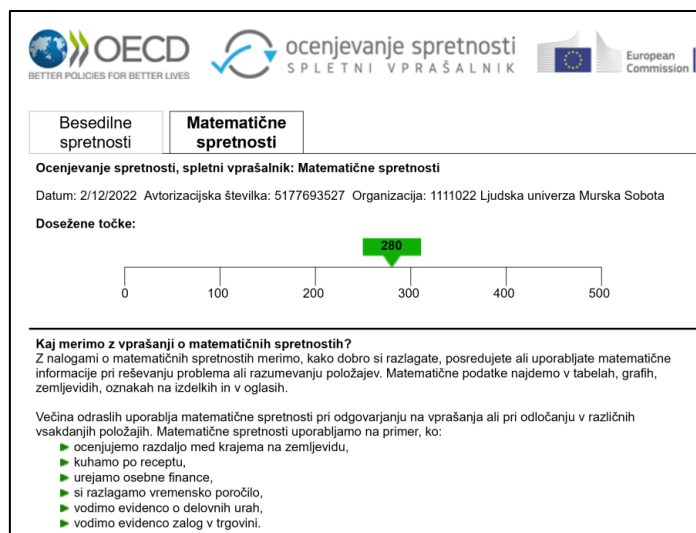 OECD
BETTER POLICIES FOR BETTER LIVES
ocenjevanje spretnosti
SPLETNI VPRAŠALNIK
European
Commission
Besedilne
spretnosti
Matematične
spretnosti
Ocenjevanje spretnosti, spletni vprašalnik: Matematične spretnosti
Datum: 2/12/2022 Avtorizacijska številka: 5177693527 Organizacija: 1111022 Ljudska univerza Murska Sobota
Dosežene točke:
280
0 100 200 300 400 500
Kaj merimo z vprašanji o matematičnih spretnostih?
Z nalogami o matematičnih spretnostih merimo, kako dobro si razlagate, posredujete ali uporabljate matematične
informacije pri reševanju problema ali razumevanju položajev. Matematične podatke najdemo v tabelah, grafih,
zemljevidih, oznakah na izdelkih in v oglasih.
Večina odraslih uporablja matematične spretnosti pri odgovarjanju na vprašanja ali pri odločanju v različnih
vsakdanjih položajih. Matematične spretnosti uporabljamo na primer, ko:
ocenjujemo razdaljo med krajema na zemljevidu,
kuhamo po receptu,
urejamo osebne finance,
si razlagamo vremensko poročilo,
vodimo evidenco o delovnih urah,
vodimo evidenco zalog v trgovini.